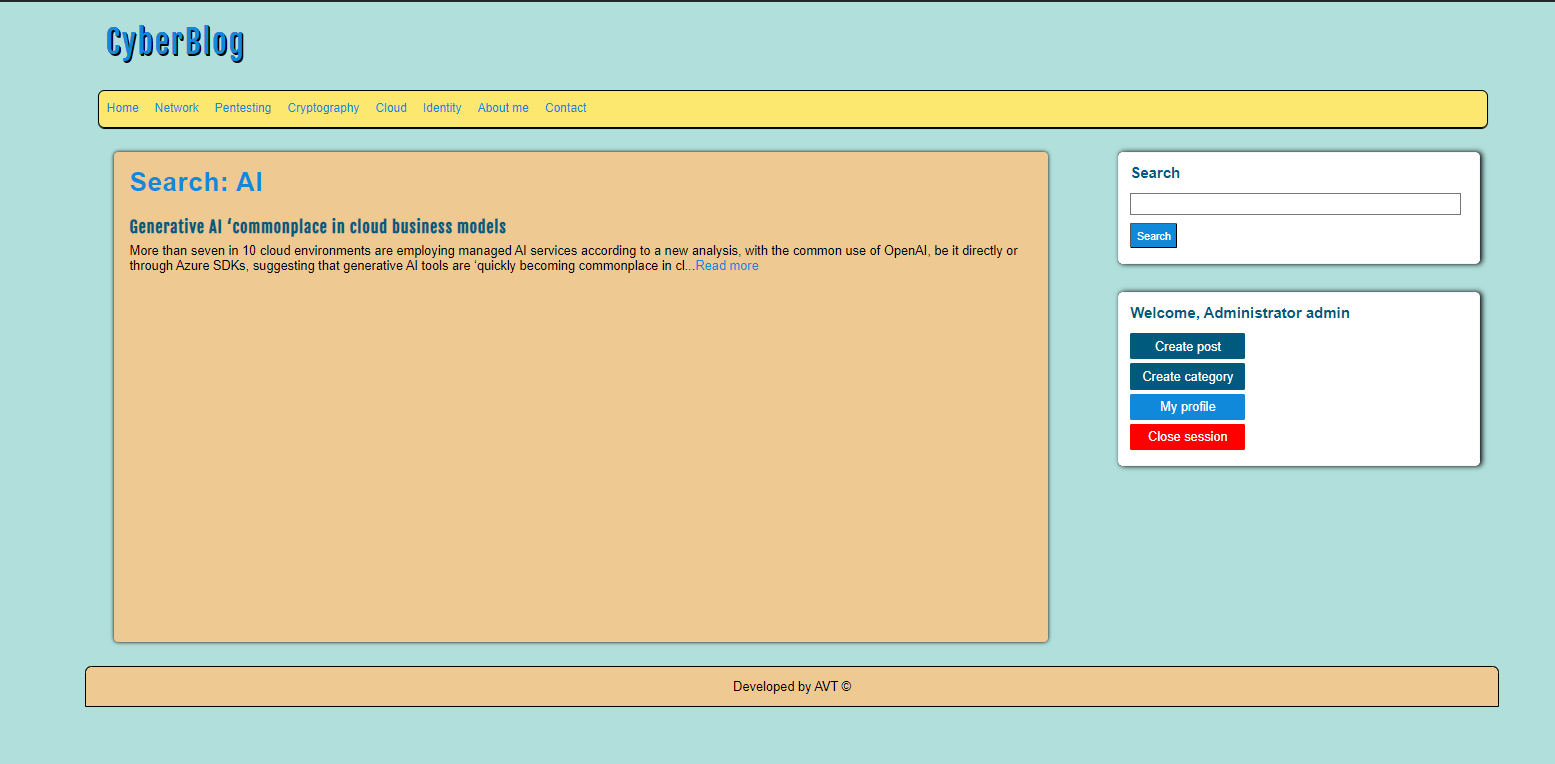 CyberBlog
Home Network Pentesting Cryptography Cloud Identity About me Contact
Search: AI
Generative AI ‘commonplace in cloud business models
More than seven in 10 cloud environments are employing managed AI services according to a new analysis, with the common use of OpenAI, be it directly or
through Azure SDKs, suggesting that generative AI tools are ‘quickly becoming commonplace in cl...Read more
Search
Search
Welcome, Administrator admin
Create post
Create category
My profile
Close session
Developed by AVT ©